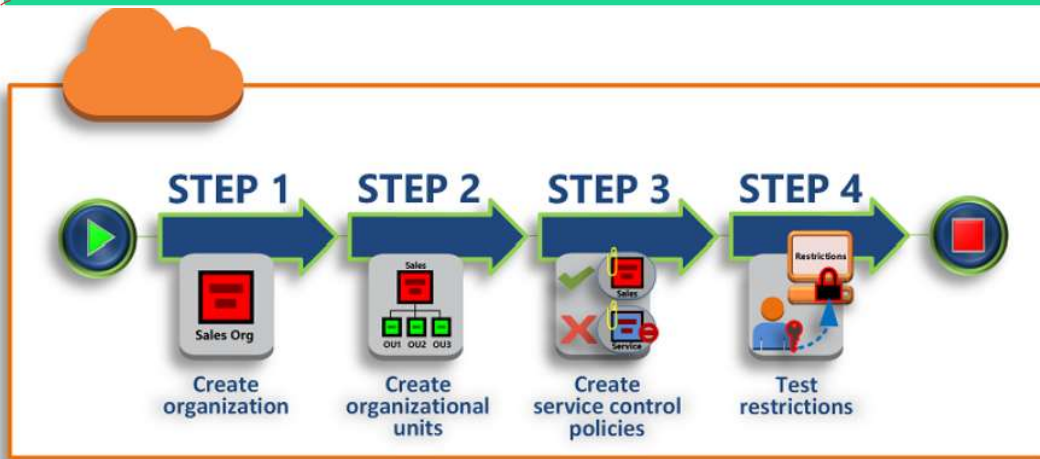 STEP 1
STEP 2
STEP 3
STEP 4
Sales Org
Sales
OU1 OU2 OU3
Sales
Service
Restrictions
Create
organization
Create
organizational
units
Create
service control
policies
Test
restrictions